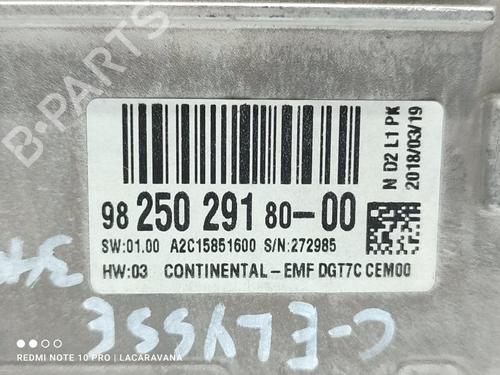 B-PARTS
N D2 L1 PK
2018/03/19
98 250 291 80-00
SW:01.00 A2C15851600 S/N:272985
HW:03 CONTINENTAL-EMF DGT7C CEM00
C-ELYSSE
REDMI NOTE 10 PRO | LACARAVANA